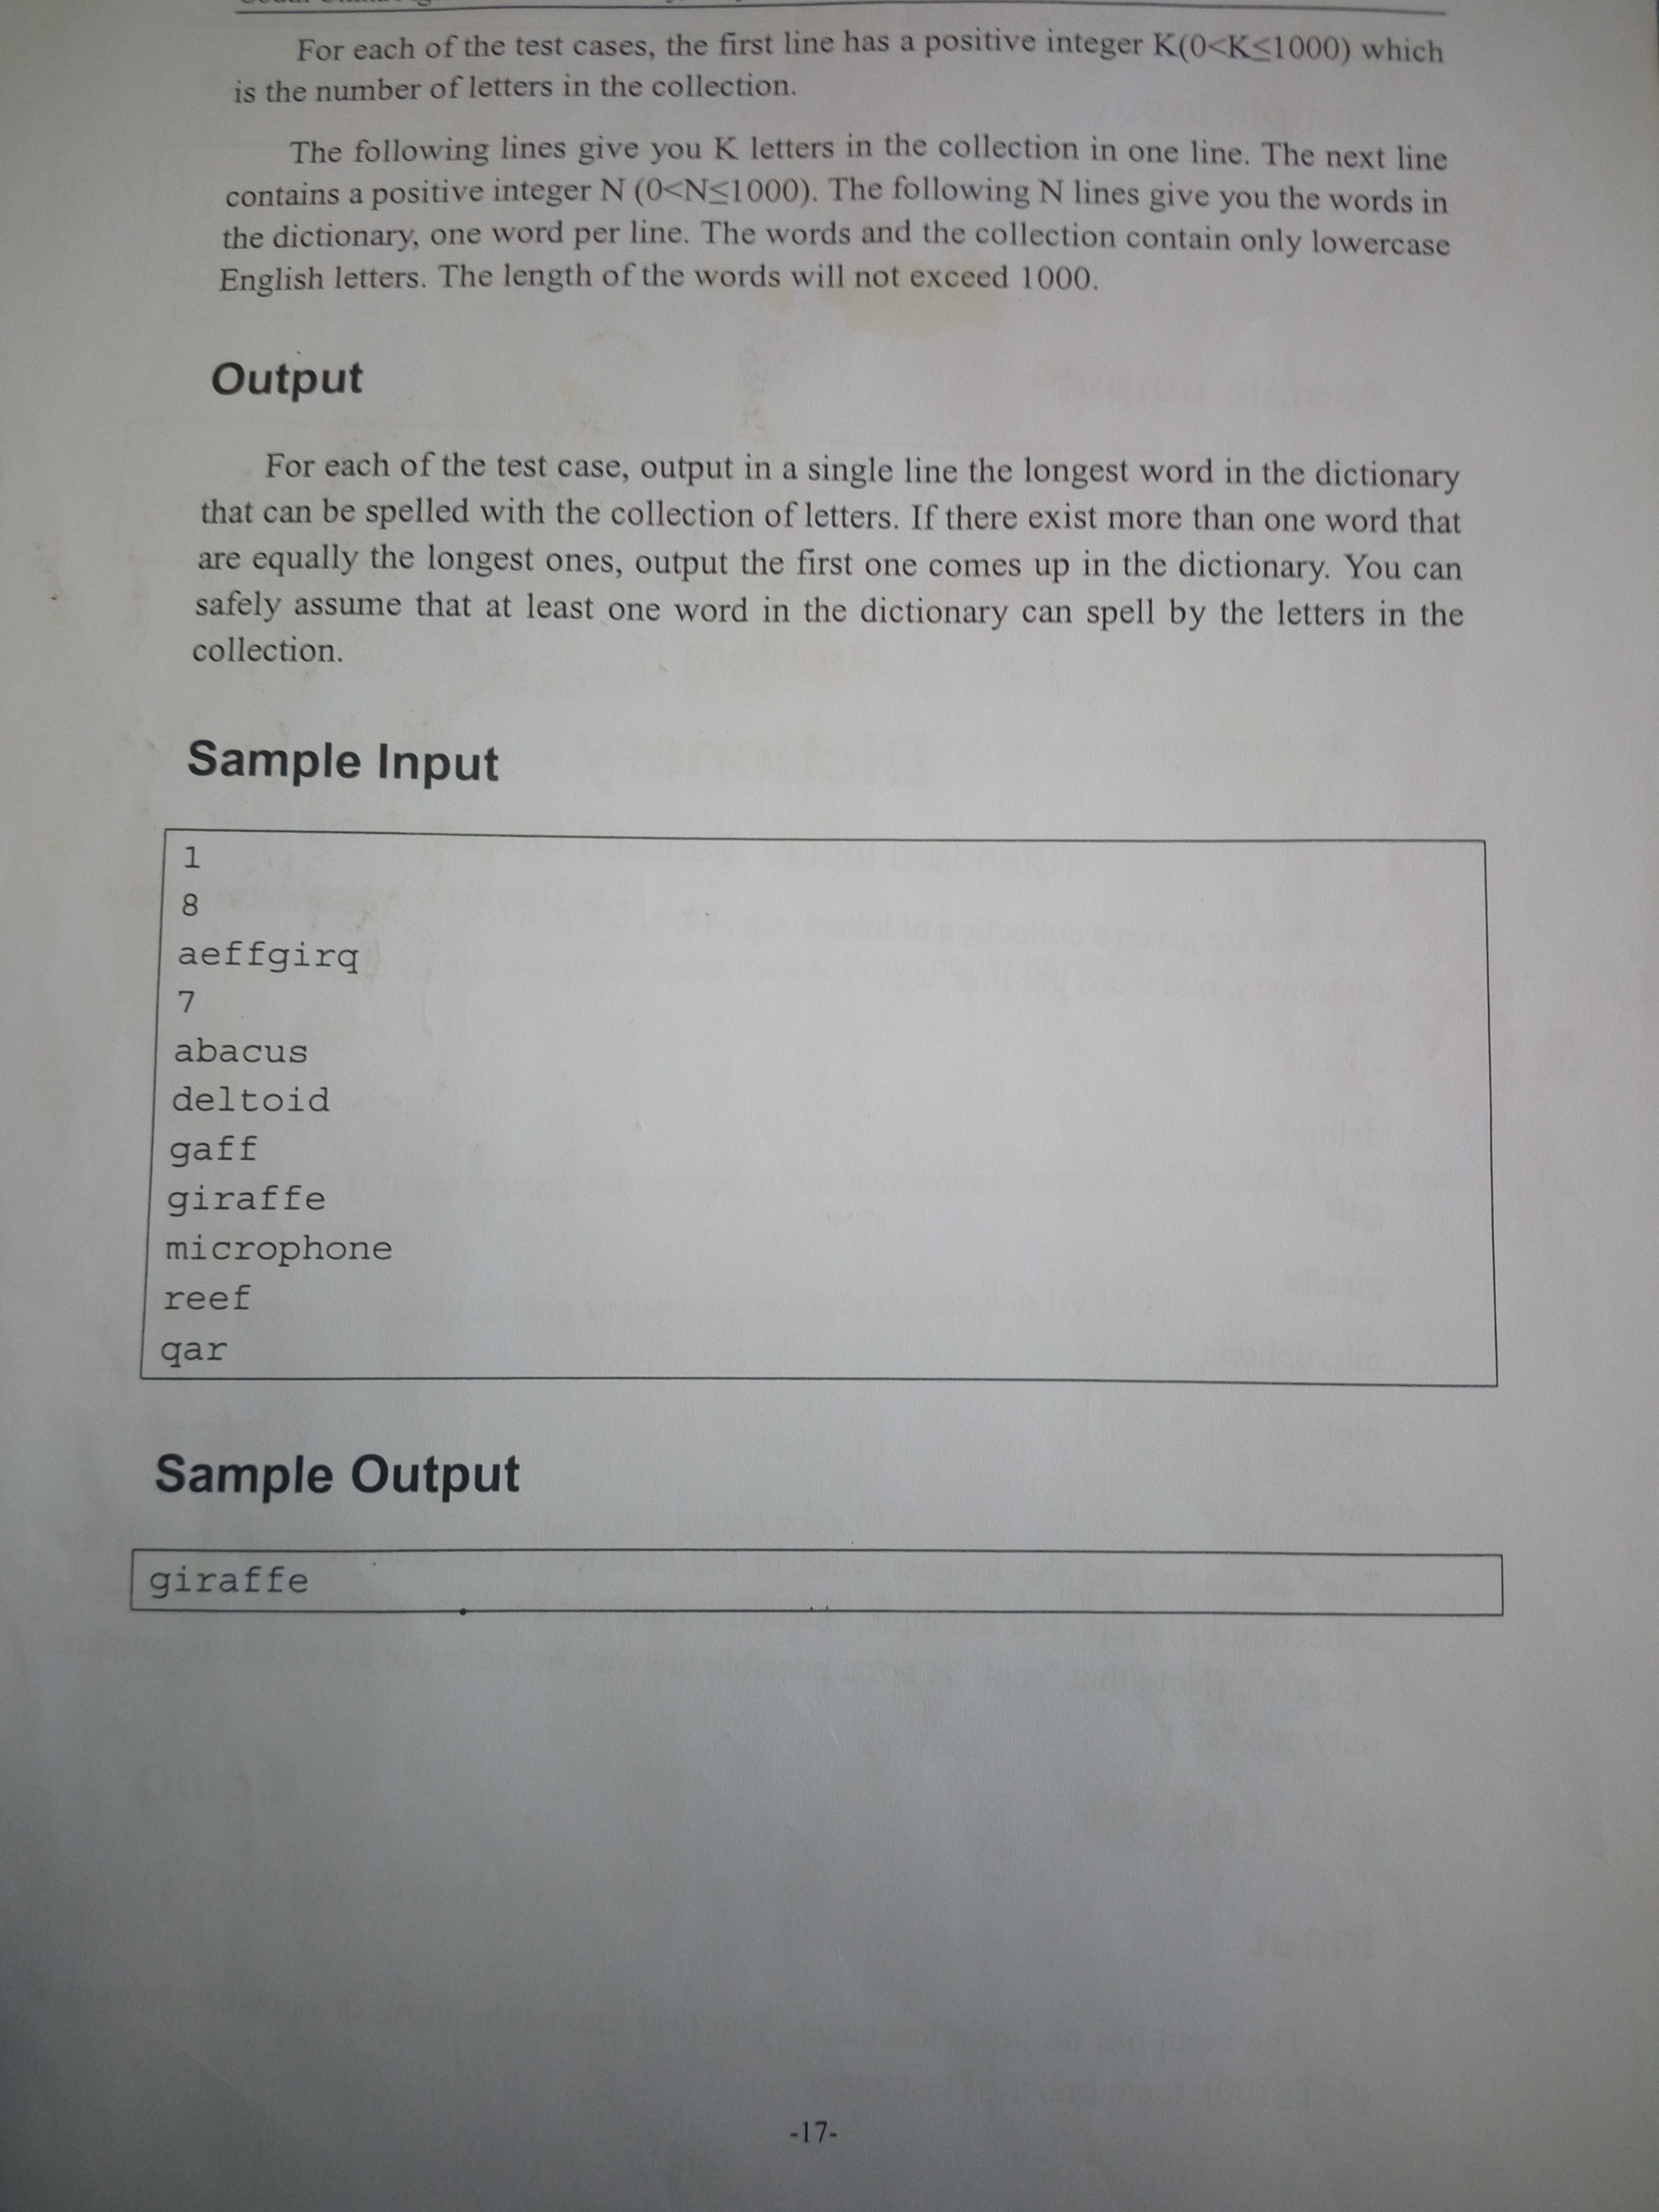 For each of the test cases, the first line has a positive integer K(0<K≤1000) which
is the number of letters in the collection.
The following lines give you K letters in the collection in one line. The next line
contains a positive integer N (0<N≤1000). The following N lines give you the words in
the dictionary, one word per line. The words and the collection contain only lowercase
English letters. The length of the words will not exceed 1000.
Output
For each of the test case, output in a single line the longest word in the dictionary
that can be spelled with the collection of letters. If there exist more than one word that
are equally the longest ones, output the first one comes up in the dictionary. You can
safely assume that at least one word in the dictionary can spell by the letters in the
collection.
Sample Input
1
8
aeffgirq
7
abacus
deltoid
gaff
giraffe
microphone
reef
qar
Sample Output
giraffe
-17-